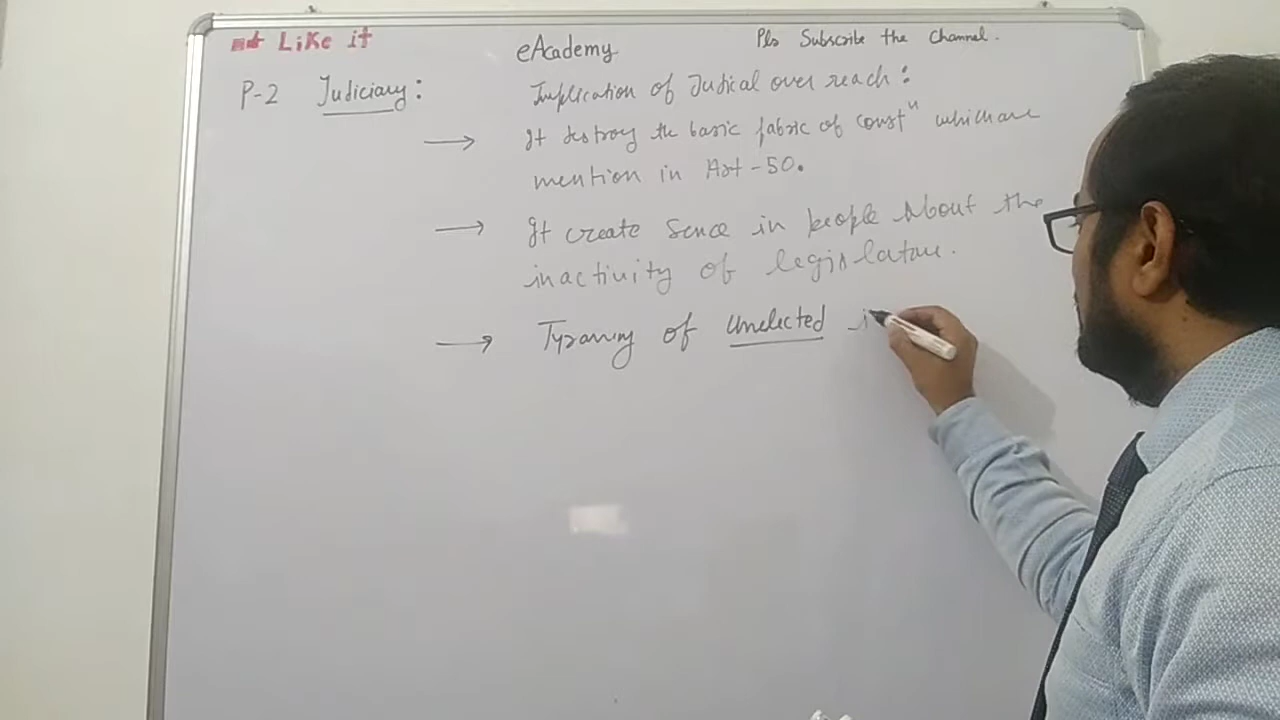 Like it
eAcademy
Pls Subscribe the Channel.
P-2 Judiciary:
Implication of Judical over reach:
→ It destroy the basic fabric of constⁿ which are
mention in Art-50.
→ It create sence in people About the
inactivity of legislature.
→ Tyranny of Unelected i